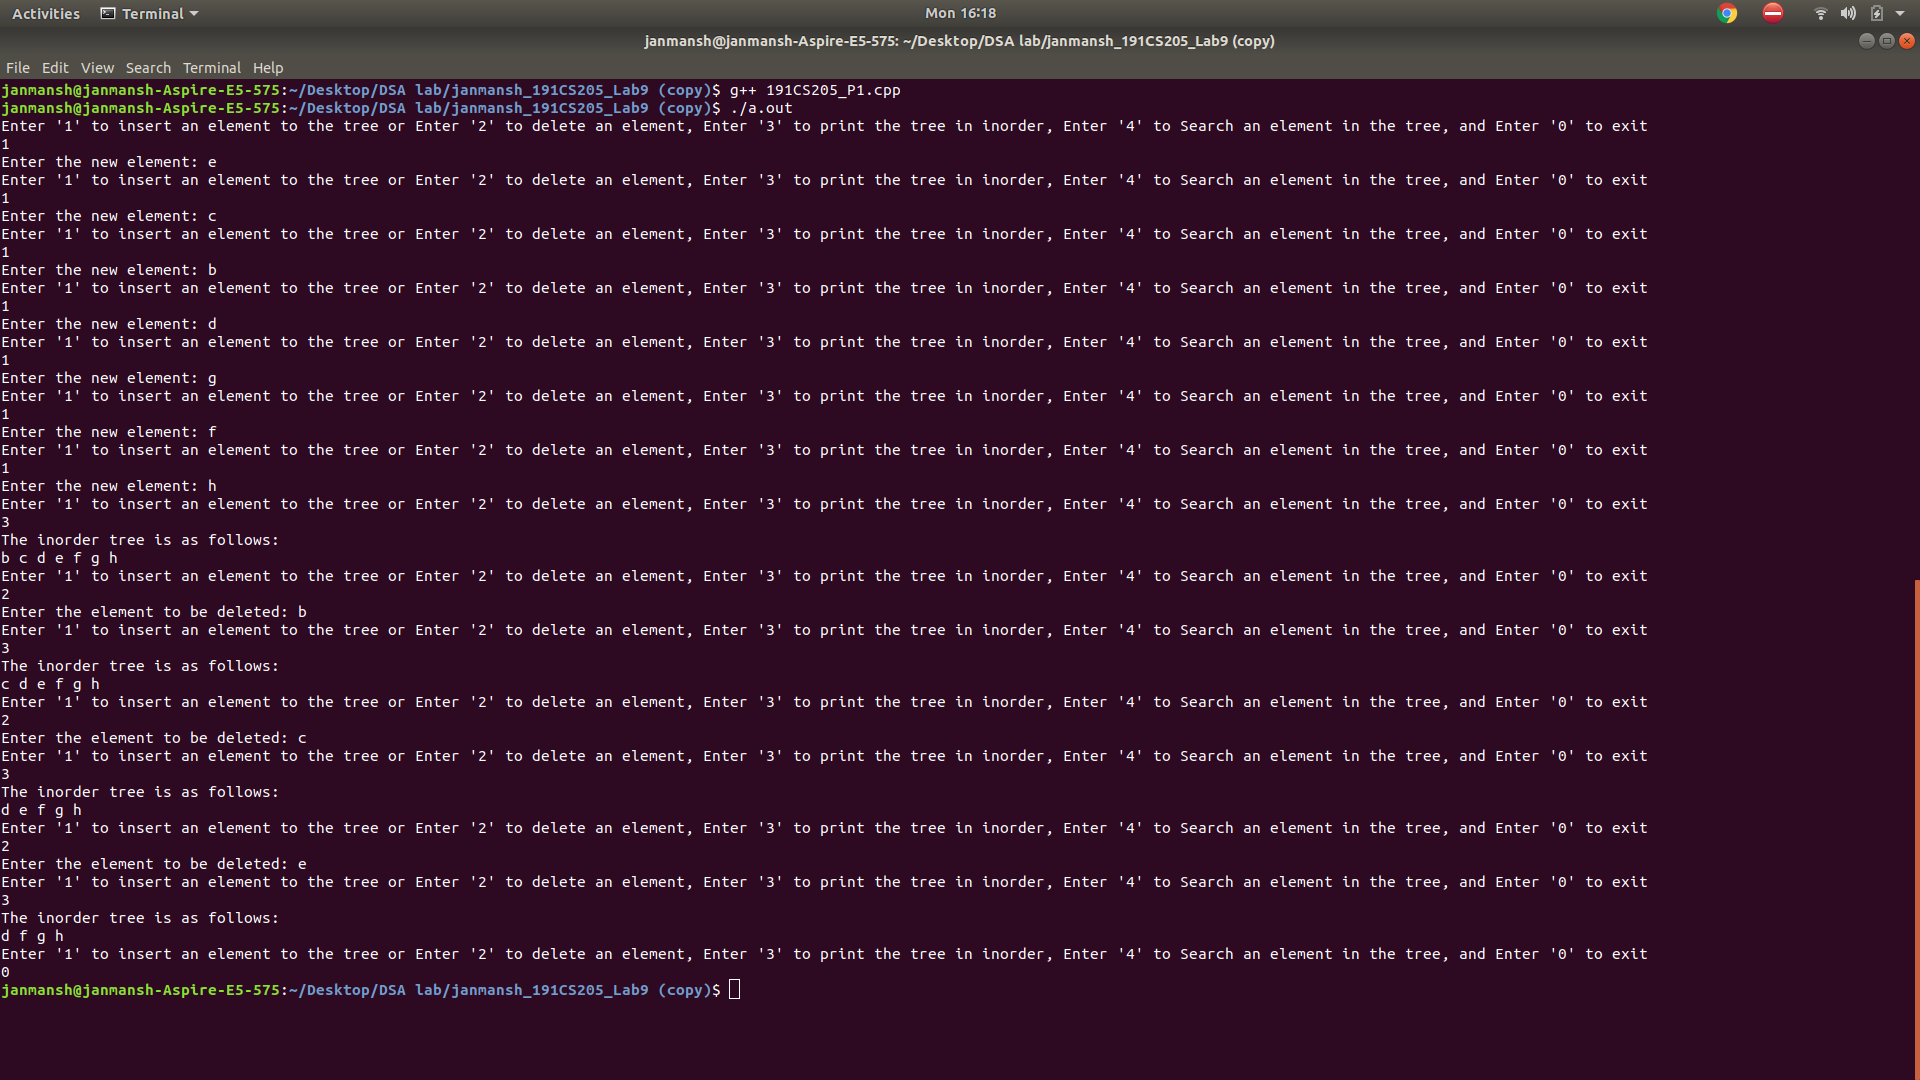 Activities Terminal Mon 16:18
janmansh@janmansh-Aspire-E5-575: ~/Desktop/DSA lab/janmansh_191CS205_Lab9 (copy)
File Edit View Search Terminal Help
janmansh@janmansh-Aspire-E5-575:~/Desktop/DSA lab/janmansh_191CS205_Lab9 (copy)$ g++ 191CS205_P1.cpp
janmansh@janmansh-Aspire-E5-575:~/Desktop/DSA lab/janmansh_191CS205_Lab9 (copy)$ ./a.out
Enter '1' to insert an element to the tree or Enter '2' to delete an element, Enter '3' to print the tree in inorder, Enter '4' to Search an element in the tree, and Enter '0' to exit
1
Enter the new element: e
Enter '1' to insert an element to the tree or Enter '2' to delete an element, Enter '3' to print the tree in inorder, Enter '4' to Search an element in the tree, and Enter '0' to exit
1
Enter the new element: c
Enter '1' to insert an element to the tree or Enter '2' to delete an element, Enter '3' to print the tree in inorder, Enter '4' to Search an element in the tree, and Enter '0' to exit
1
Enter the new element: b
Enter '1' to insert an element to the tree or Enter '2' to delete an element, Enter '3' to print the tree in inorder, Enter '4' to Search an element in the tree, and Enter '0' to exit
1
Enter the new element: d
Enter '1' to insert an element to the tree or Enter '2' to delete an element, Enter '3' to print the tree in inorder, Enter '4' to Search an element in the tree, and Enter '0' to exit
1
Enter the new element: g
Enter '1' to insert an element to the tree or Enter '2' to delete an element, Enter '3' to print the tree in inorder, Enter '4' to Search an element in the tree, and Enter '0' to exit
1
Enter the new element: f
Enter '1' to insert an element to the tree or Enter '2' to delete an element, Enter '3' to print the tree in inorder, Enter '4' to Search an element in the tree, and Enter '0' to exit
1
Enter the new element: h
Enter '1' to insert an element to the tree or Enter '2' to delete an element, Enter '3' to print the tree in inorder, Enter '4' to Search an element in the tree, and Enter '0' to exit
3
The inorder tree is as follows:
b c d e f g h
Enter '1' to insert an element to the tree or Enter '2' to delete an element, Enter '3' to print the tree in inorder, Enter '4' to Search an element in the tree, and Enter '0' to exit
2
Enter the element to be deleted: b
Enter '1' to insert an element to the tree or Enter '2' to delete an element, Enter '3' to print the tree in inorder, Enter '4' to Search an element in the tree, and Enter '0' to exit
3
The inorder tree is as follows:
c d e f g h
Enter '1' to insert an element to the tree or Enter '2' to delete an element, Enter '3' to print the tree in inorder, Enter '4' to Search an element in the tree, and Enter '0' to exit
2
Enter the element to be deleted: c
Enter '1' to insert an element to the tree or Enter '2' to delete an element, Enter '3' to print the tree in inorder, Enter '4' to Search an element in the tree, and Enter '0' to exit
3
The inorder tree is as follows:
d e f g h
Enter '1' to insert an element to the tree or Enter '2' to delete an element, Enter '3' to print the tree in inorder, Enter '4' to Search an element in the tree, and Enter '0' to exit
2
Enter the element to be deleted: e
Enter '1' to insert an element to the tree or Enter '2' to delete an element, Enter '3' to print the tree in inorder, Enter '4' to Search an element in the tree, and Enter '0' to exit
3
The inorder tree is as follows:
d f g h
Enter '1' to insert an element to the tree or Enter '2' to delete an element, Enter '3' to print the tree in inorder, Enter '4' to Search an element in the tree, and Enter '0' to exit
0
janmansh@janmansh-Aspire-E5-575:~/Desktop/DSA lab/janmansh_191CS205_Lab9 (copy)$